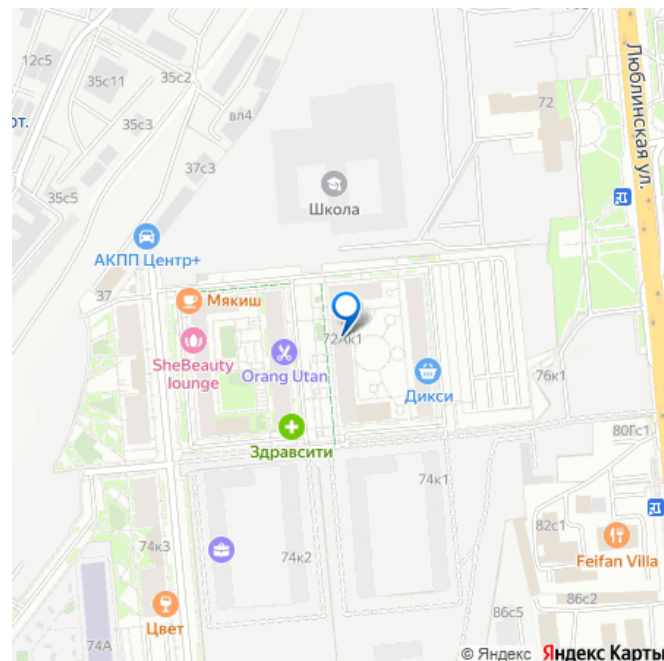 12с5
35с11
35с2
72
Люблинская ул.
вл4
от.
35с3
37с3
35с5
Школа
АКПП Центр+
37
Мякиш
72Ак1
SheBeauty
lounge
Orang Utan
Дикси
76к1
Здравсити
80Гс1
74к1
82с1
74к3
74к2
Feifan Villa
86с2
86с5
Цвет
74А
© Яндекс Яндекс Карты